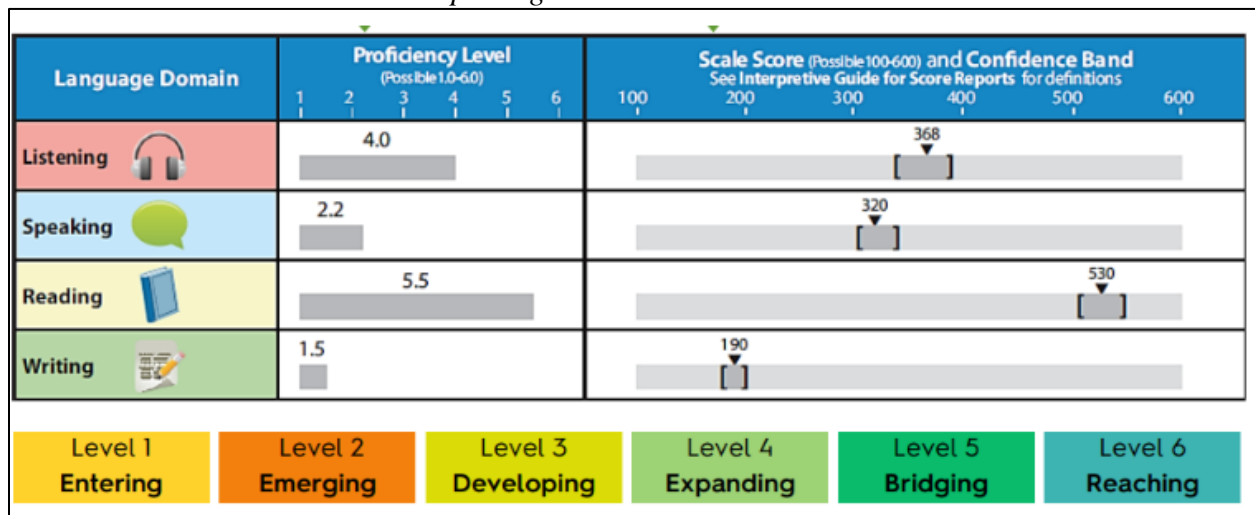 Language Domain
Proficiency Level
(Possible 1.0-6.0)
1 2 3 4 5 6
Scale Score (Possible 100-600) and Confidence Band
See Interpretive Guide for Score Reports for definitions
100 200 300 400 500 600
Listening
4.0
368
Speaking
2.2
320
Reading
5.5
530
Writing
1.5
190
Level 1
Entering
Level 2
Emerging
Level 3
Developing
Level 4
Expanding
Level 5
Bridging
Level 6
Reaching